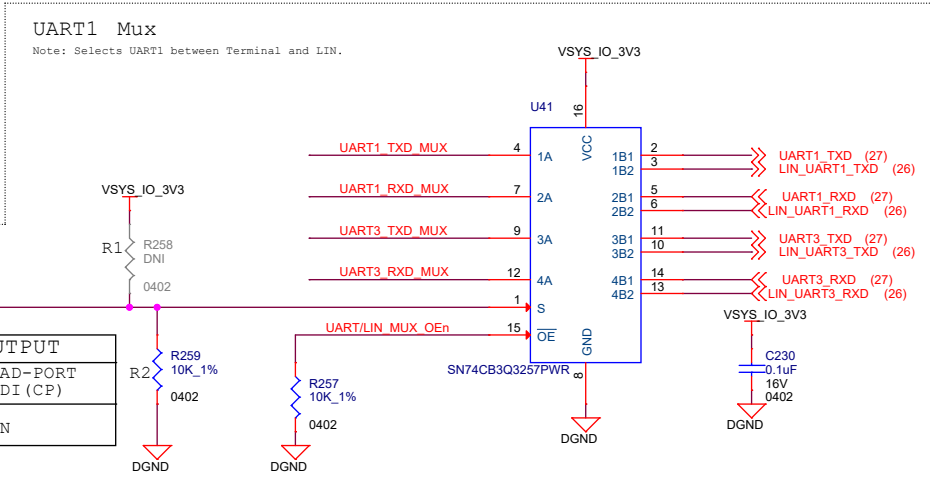 UART1 Mux
Note: Selects UART1 between Terminal and LIN.
VSYS_IO_3V3
U41
16
VCC
UART1_TXD_MUX 4 1A 1B1 2 UART1_TXD (27)
1B2 3 LIN_UART1_TXD (26)
UART1_RXD_MUX 7 2A 2B1 5 UART1_RXD (27)
2B2 6 LIN_UART1_RXD (26)
UART3_TXD_MUX 9 3A 3B1 11 UART3_TXD (27)
3B2 10 LIN_UART3_TXD (26)
UART3_RXD_MUX 12 4A 4B1 14 UART3_RXD (27)
4B2 13 LIN_UART3_RXD (26)
1 S
UART/LIN_MUX_OEn 15 OE
GND
8
SN74CB3Q3257PWR
DGND
VSYS_IO_3V3
R1 R258
DNI
0402
R2 R259
10K_1%
0402
DGND
R257
10K_1%
0402
DGND
VSYS_IO_3V3
C230
0.1uF
16V
0402
DGND
UTPUT
AD-PORT
DI(CP)
N